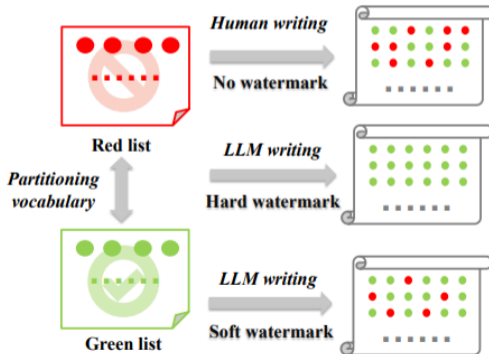 Human writing
No watermark
Red list
LLM writing
Partitioning
vocabulary
Hard watermark
LLM writing
Green list
Soft watermark